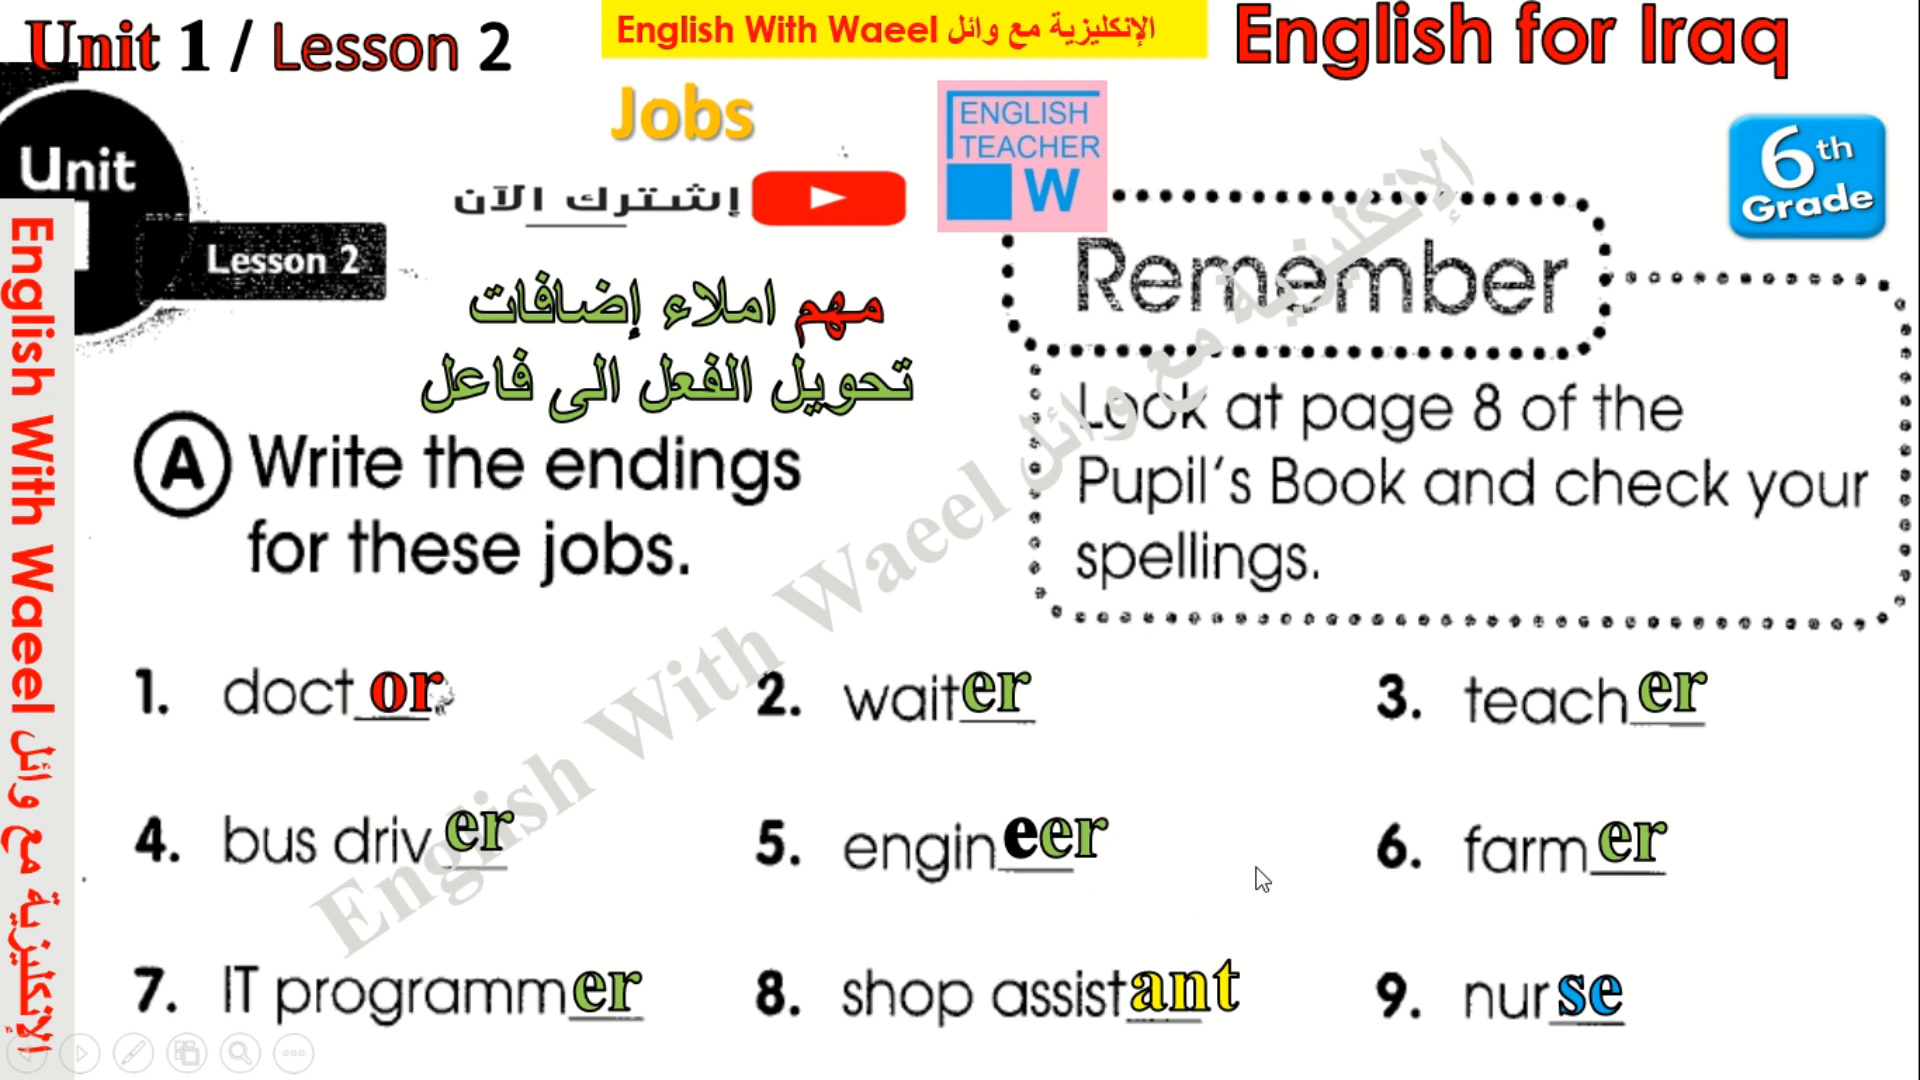 Unit 1 / Lesson 2
English With Waeel الإنكليزية مع وائل
English for Iraq
Jobs
ENGLISH
TEACHER
W
6th
Grade
Unit
Lesson 2
إشترك الآن
Remember
مهم املاء إضافات
تحويل الفعل الى فاعل
Look at page 8 of the
Pupil's Book and check your
spellings.
A Write the endings
for these jobs.
1. doctor
2. waiter
3. teacher
4. bus driver
5. engineer
6. farmer
7. IT programmer
8. shop assistant
9. nurse
English With Waeel الإنكليزية مع وائل
English With Waeel الإنكليزية مع وائل